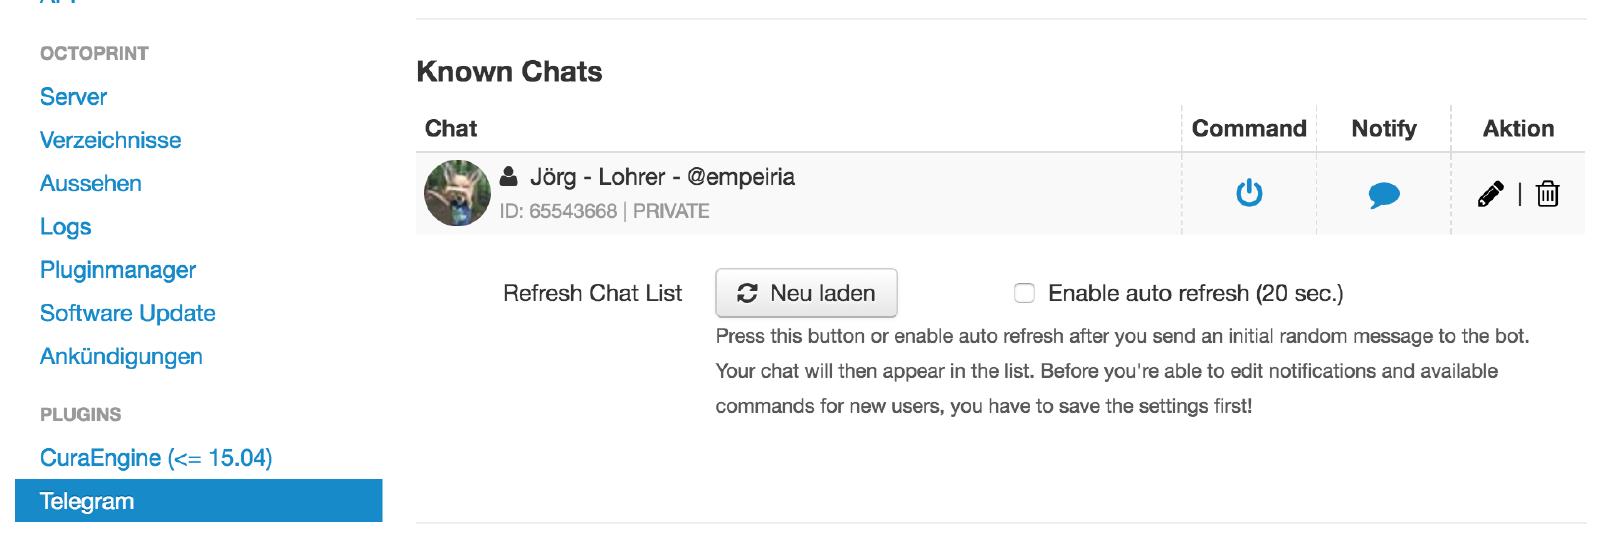 OCTOPRINT
Server
Verzeichnisse
Aussehen
Logs
Pluginmanager
Software Update
Ankündigungen
PLUGINS
CuraEngine (<= 15.04)
Telegram
Known Chats
Chat Command Notify Aktion
Jörg - Lohrer - @empeiria
ID: 65543668 | PRIVATE
|
Refresh Chat List Neu laden Enable auto refresh (20 sec.)
Press this button or enable auto refresh after you send an initial random message to the bot.
Your chat will then appear in the list. Before you're able to edit notifications and available
commands for new users, you have to save the settings first!